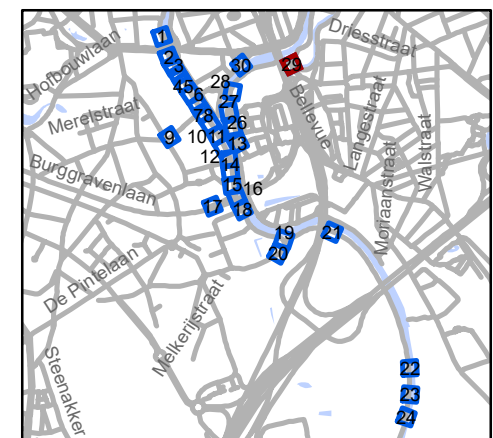 1
Driesstraat
Hofbouwlaan
2
3
30
29
28
4 5
6
Bellevue
27
Merelstraat
7 8
26
Langestraat
Walstraat
9
10
11
13
12
14
Burggravenlaan
15
16
Moriaanstraat
17
18
19
21
20
De Pintelaan
Melkerijstraat
Steenakker
22
23
24